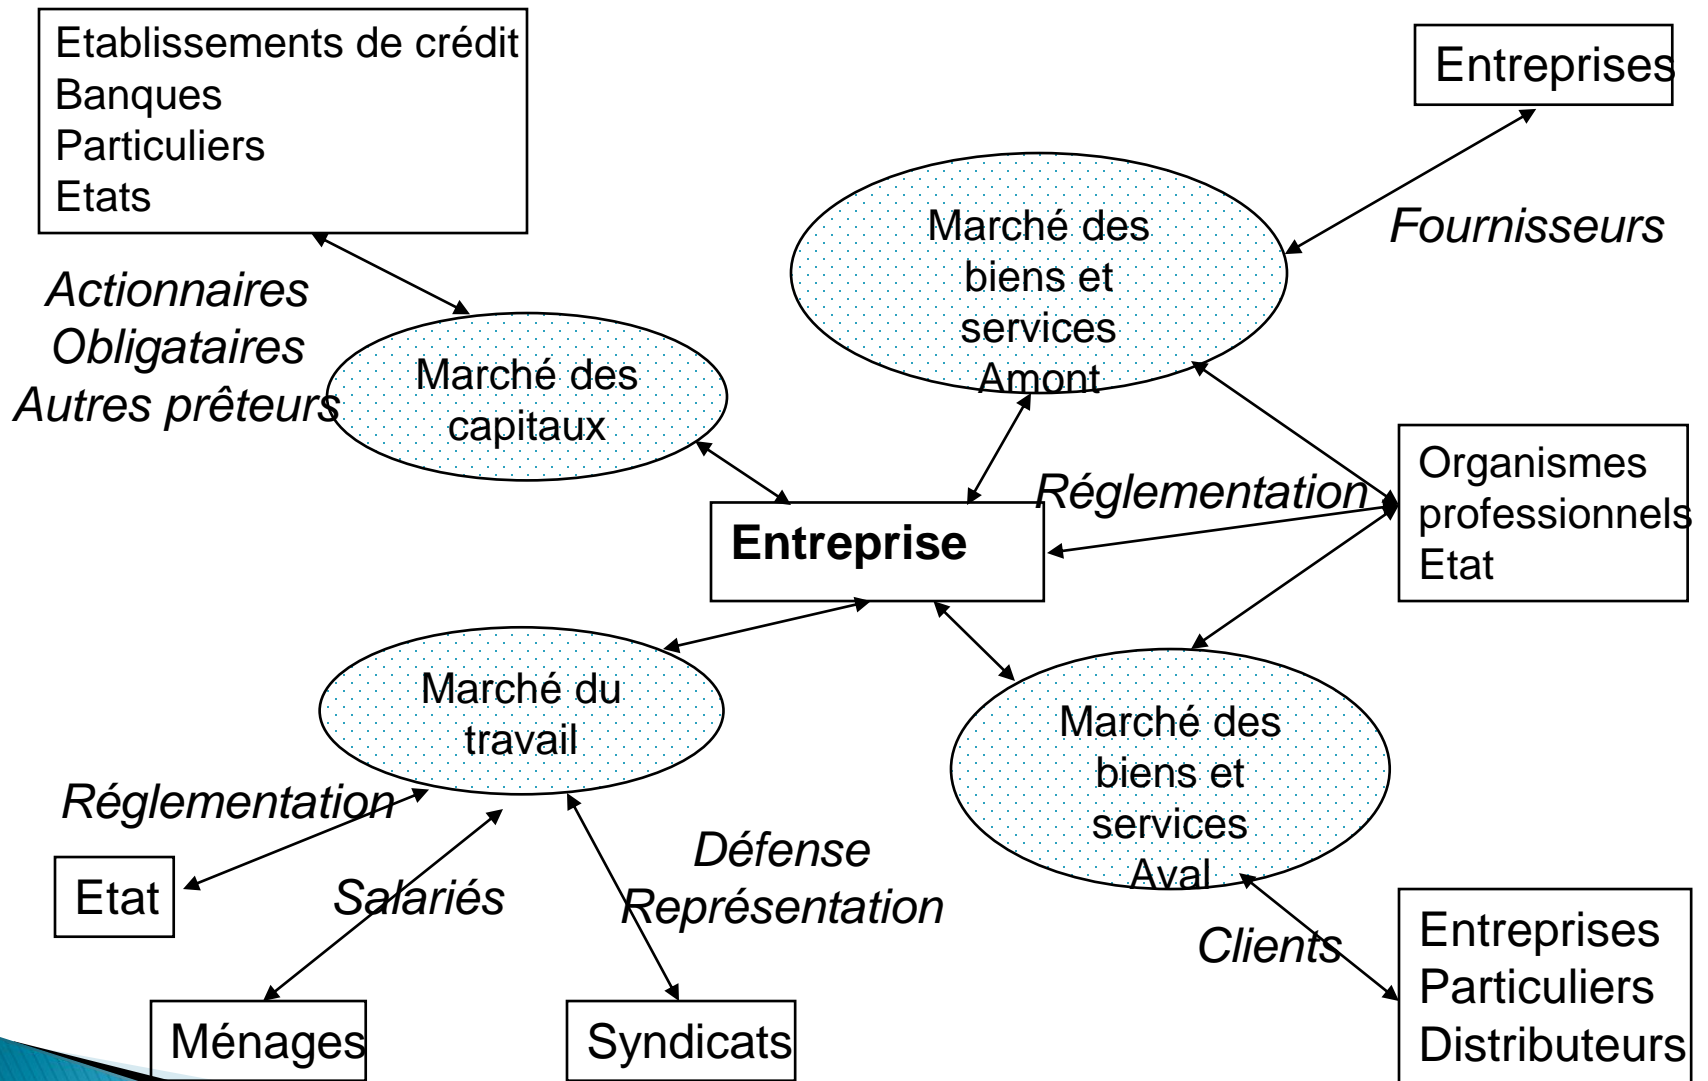 Etablissements de crédit
Banques
Particuliers
Etats
Entreprises
Fournisseurs
Actionnaires
Obligataires
Autres prêteurs
Marché des
capitaux
Marché des
biens et
services
Amont
Réglementation
Organismes
professionnels
Etat
Entreprise
Marché du
travail
Marché des
biens et
services
Aval
Réglementation
Etat
Salariés
Défense
Représentation
Clients
Ménages
Syndicats
Entreprises
Particuliers
Distributeurs